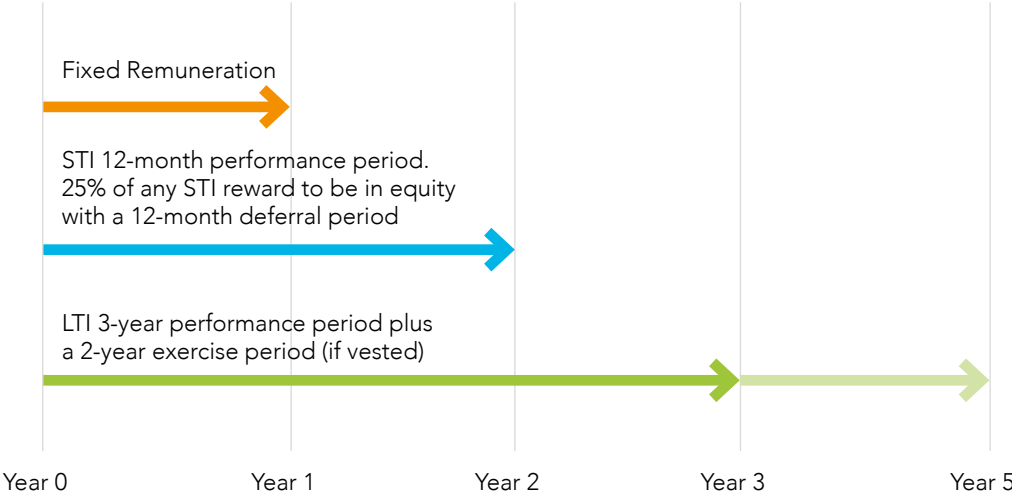 Fixed Remuneration
STI 12-month performance period.
25% of any STI reward to be in equity
with a 12-month deferral period
LTI 3-year performance period plus
a 2-year exercise period (if vested)
Year 0
Year 1
Year 2
Year 3
Year 5